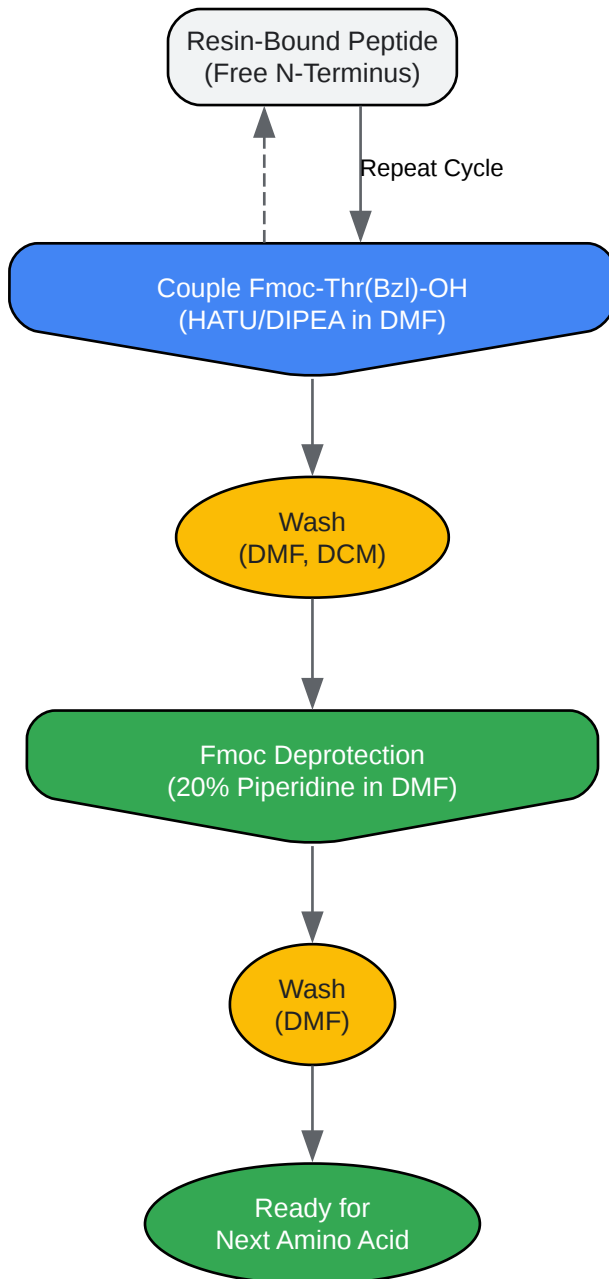 Resin-Bound Peptide
(Free N-Terminus)
Repeat Cycle
Couple Fmoc-Thr(Bzl)-OH
(HATU/DIPEA in DMF)
Wash
(DMF, DCM)
Fmoc Deprotection
(20% Piperidine in DMF)
Wash
(DMF)
Ready for
Next Amino Acid